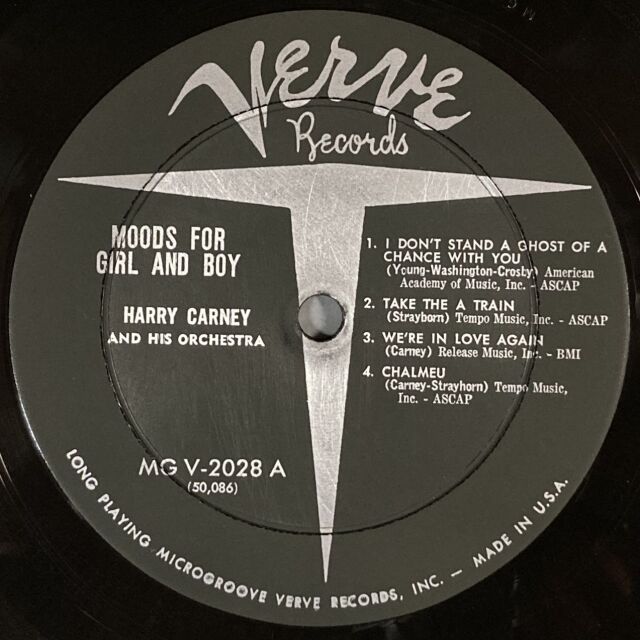 Verve
Records
MOODS FOR
GIRL AND BOY
HARRY CARNEY
AND HIS ORCHESTRA
MG V-2028 A
(50,086)
1. I DON'T STAND A GHOST OF A
CHANCE WITH YOU
(Young-Washington-Crosby) American
Academy of Music, Inc. - ASCAP
2. TAKE THE A TRAIN
(Strayborn) Tempo Music, Inc. - ASCAP
3. WE'RE IN LOVE AGAIN
(Carney) Release Music, Inc. - BMI
4. CHALMEU
(Carney-Strayhorn) Tempo Music,
Inc. - ASCAP
LONG PLAYING MICROGROOVE VERVE RECORDS, INC. — MADE IN U.S.A.